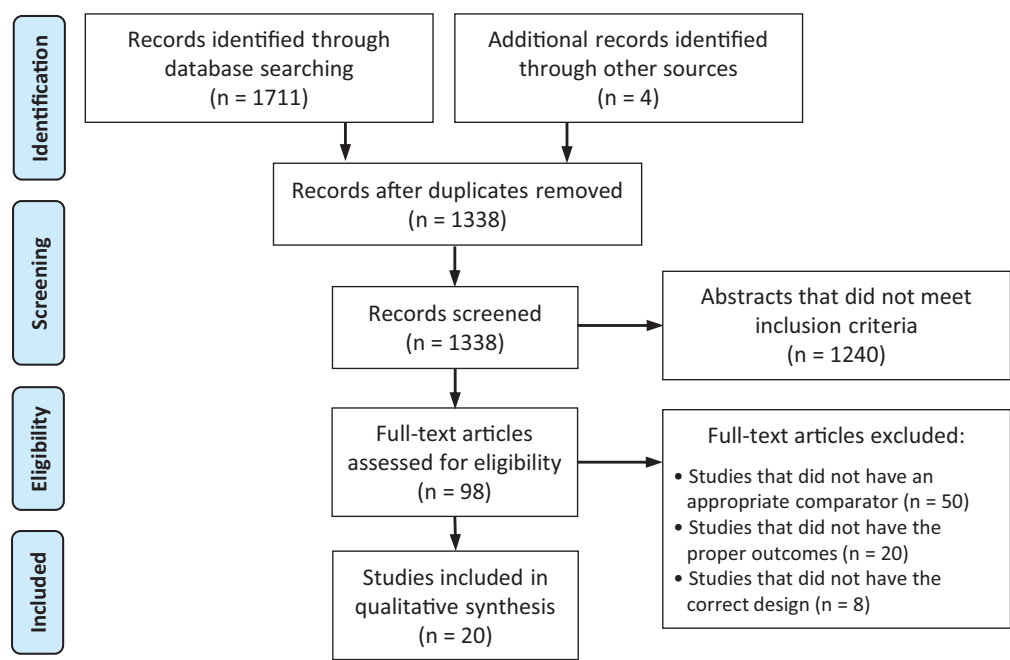 Identification
Records identified through
database searching
(n = 1711)
Additional records identified
through other sources
(n = 4)
Records after duplicates removed
(n = 1338)
Screening
Records screened
(n = 1338)
Abstracts that did not meet
inclusion criteria
(n = 1240)
Eligibility
Full-text articles
assessed for eligibility
(n = 98)
Full-text articles excluded:
• Studies that did not have an
appropriate comparator (n = 50)
• Studies that did not have the
proper outcomes (n = 20)
• Studies that did not have the
correct design (n = 8)
Included
Studies included in
qualitative synthesis
(n = 20)